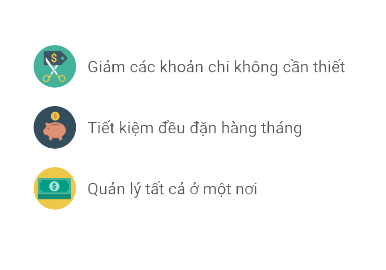 Giảm các khoản chi không cần thiết
Tiết kiệm đều đặn hàng tháng
Quản lý tất cả ở một nơi